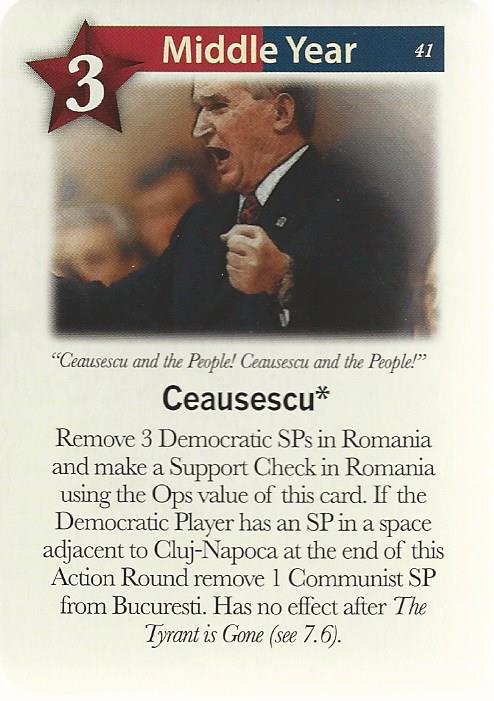 3
Middle Year
41
“Ceausescu and the People! Ceausescu and the People!”
Ceausescu*
Remove 3 Democratic SPs in Romania
and make a Support Check in Romania
using the Ops value of this card. If the
Democratic Player has an SP in a space
adjacent to Cluj-Napoca at the end of this
Action Round remove 1 Communist SP
from Bucuresti. Has no effect after The
Tyrant is Gone (see 7.6).